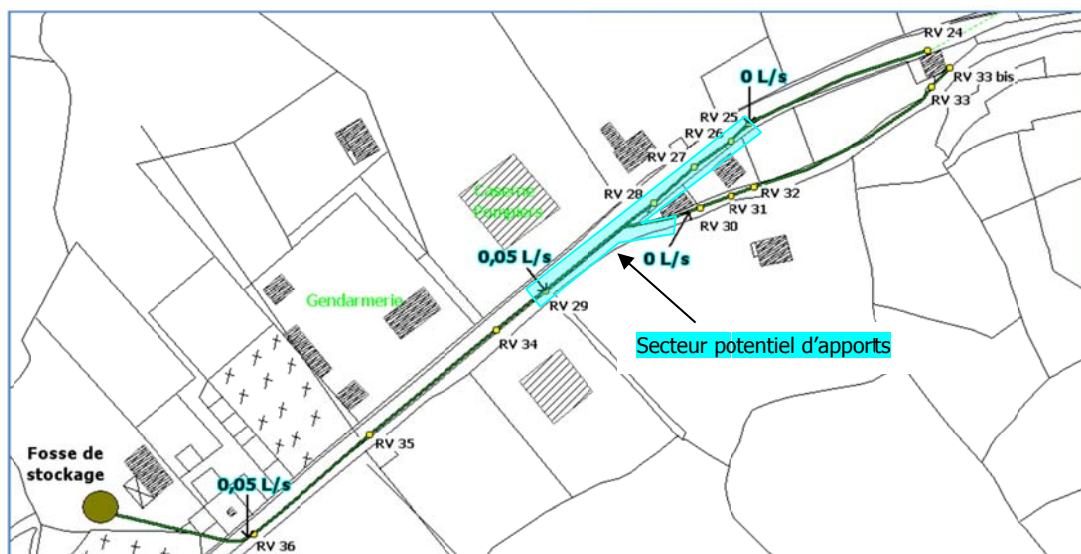 RV 24
RV 33 bis
0 L/s
RV 33
RV 25
RV 26
RV 27
Caserne
Pompiers
RV 28
RV 32
RV 31
RV 30
0,05 L/s
0 L/s
Gendarmerie
RV 29
Secteur potentiel d'apports
RV 34
RV 35
Fosse de
stockage
0,05 L/s
RV 36